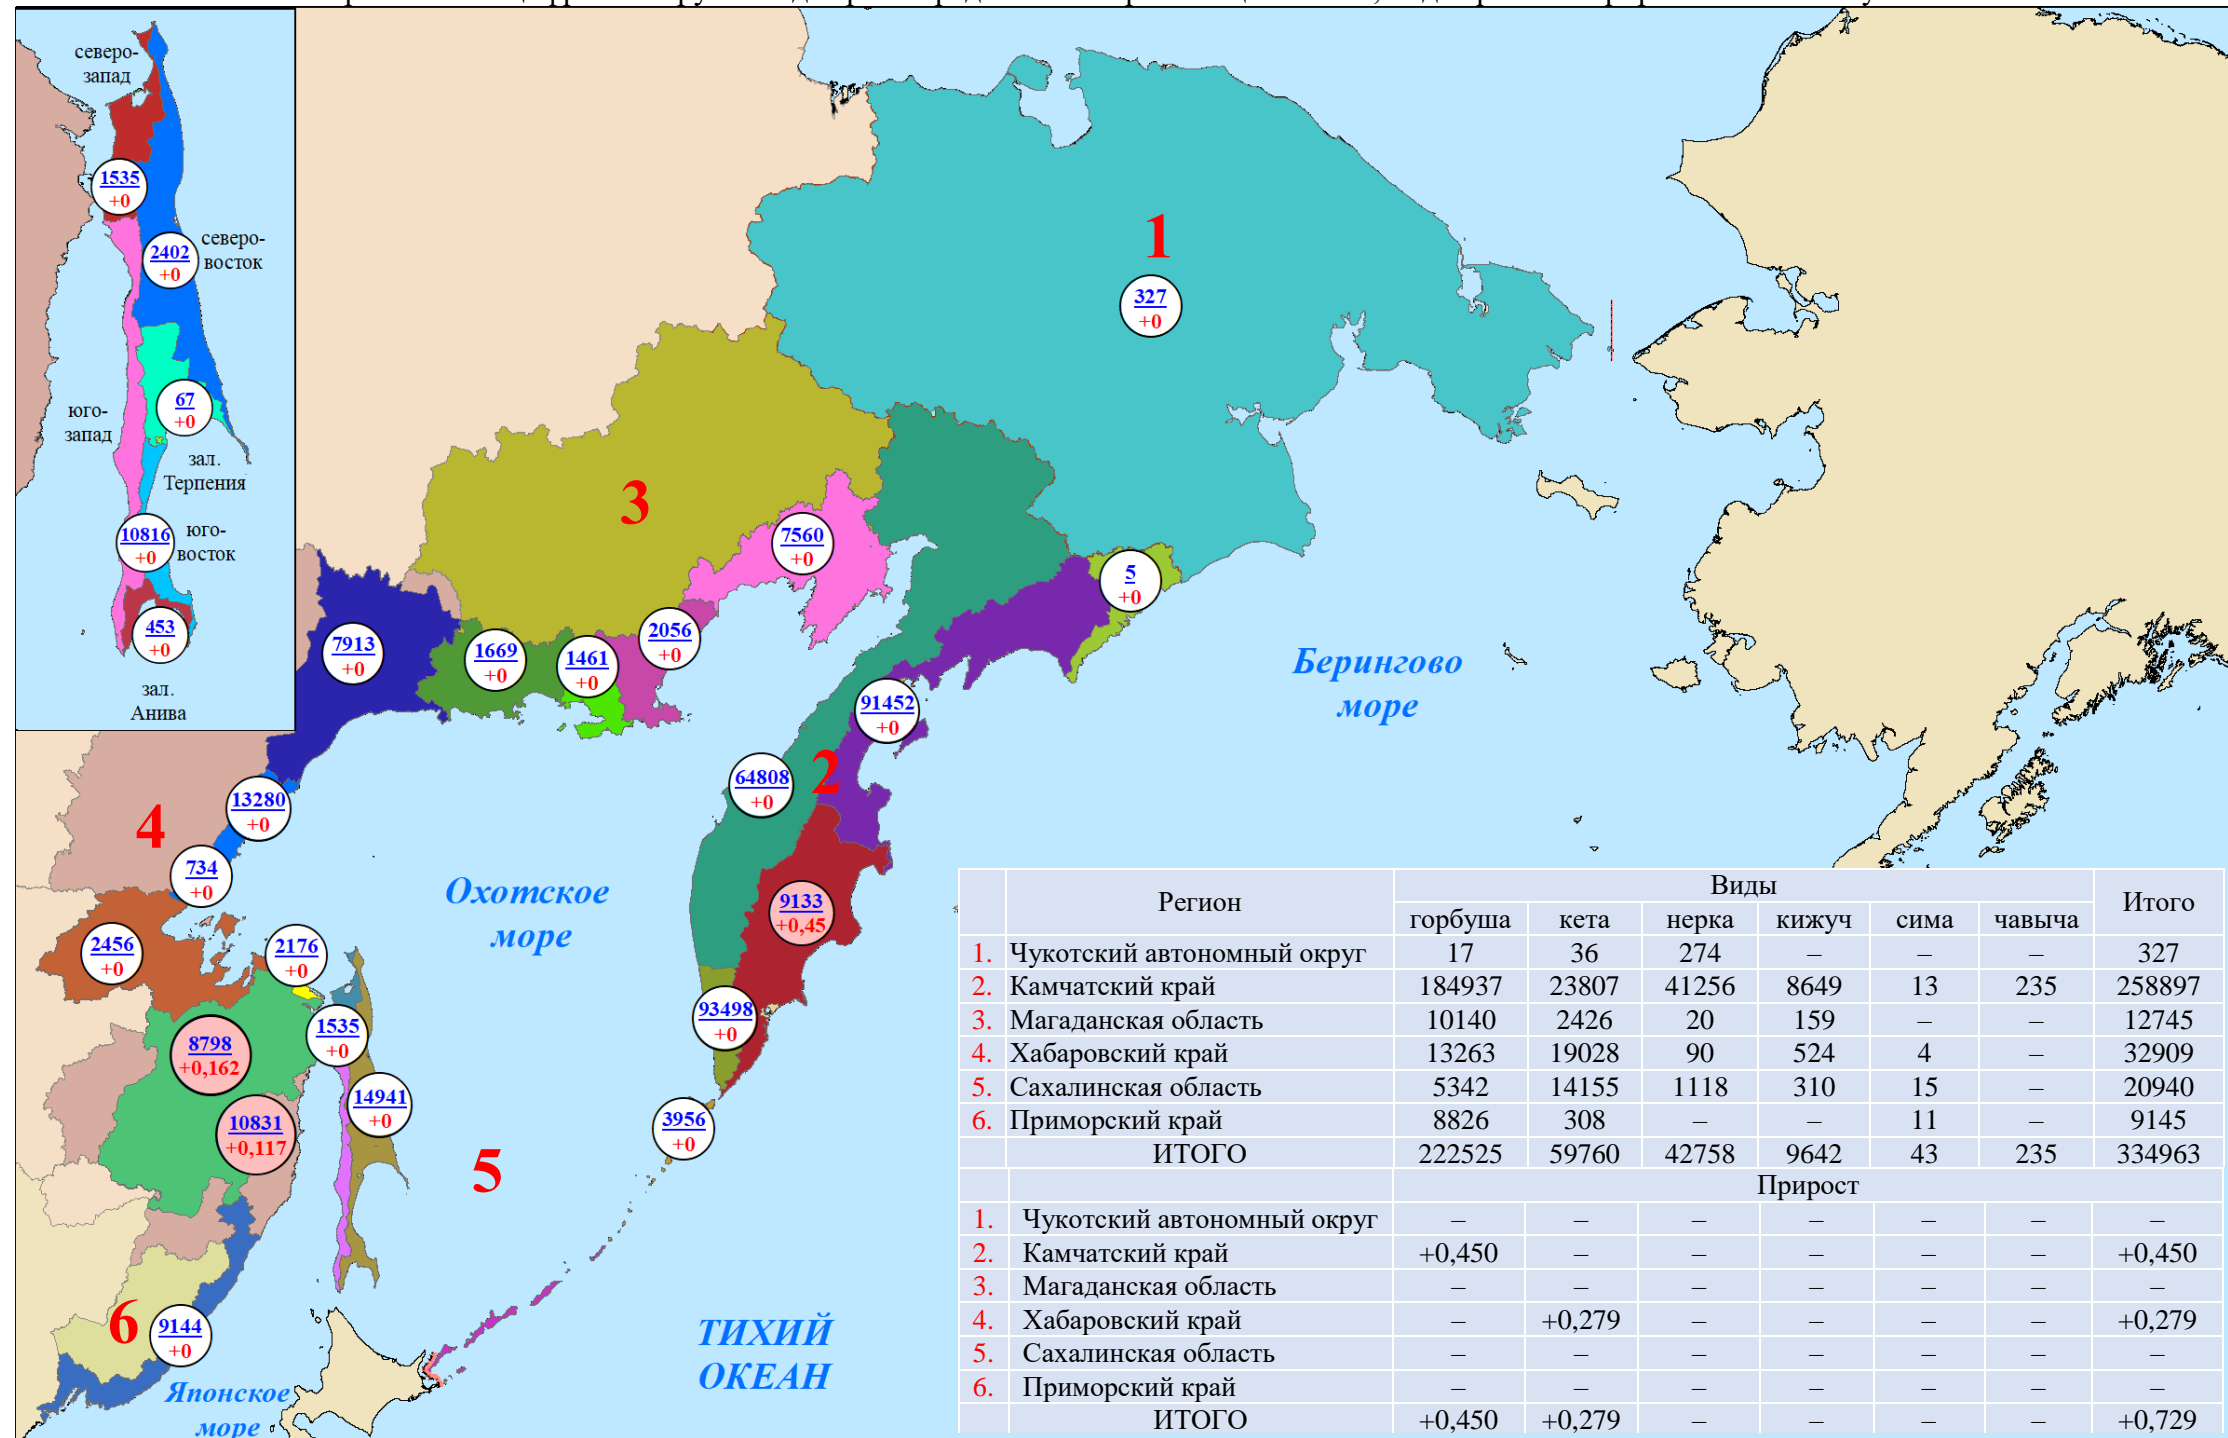 северо-
запад
1535
+0
северо-
восток
2402
+0
юго-
запад
67
+0
зал.
Терпения
10816
+0
юго-
восток
453
+0
зал.
Анива
1
327
+0
3
7560
+0
5
+0
2056
+0
7913
+0
1669
+0
1461
+0
Берингово
море
91452
+0
64808
+0
2
13280
+0
4
734
+0
Охотское
море
9133
+0,45
2456
+0
2176
+0
93498
+0
8798
+0,162
1535
+0
10831
+0,117
14941
+0
3956
+0
5
6
9144
+0
ТИХИЙ
ОКЕАН
Японское
море
Регион Виды Итого
горбуша кета нерка кижуч сима чавыча
1. Чукотский автономный округ 17 36 274 – – – 327
2. Камчатский край 184937 23807 41256 8649 13 235 258897
3. Магаданская область 10140 2426 20 159 – – 12745
4. Хабаровский край 13263 19028 90 524 4 – 32909
5. Сахалинская область 5342 14155 1118 310 15 – 20940
6. Приморский край 8826 308 – – 11 – 9145
ИТОГО 222525 59760 42758 9642 43 235 334963
Прирост
1. Чукотский автономный округ – – – – – – –
2. Камчатский край +0,450 – – – – – +0,450
3. Магаданская область – – – – – – –
4. Хабаровский край – +0,279 – – – – +0,279
5. Сахалинская область – – – – – – –
6. Приморский край – – – – – – –
ИТОГО +0,450 +0,279 – – – – +0,729